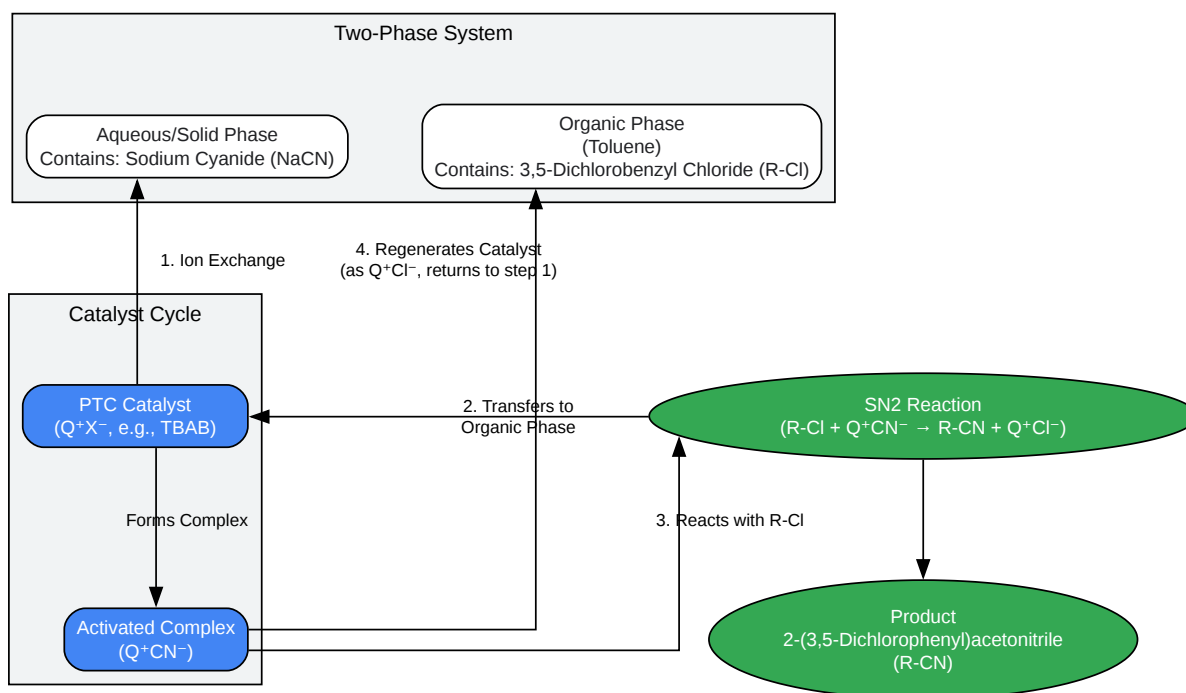 Two-Phase System
Aqueous/Solid Phase
Contains: Sodium Cyanide (NaCN)
Organic Phase
(Toluene)
Contains: 3,5-Dichlorobenzyl Chloride (R-Cl)
1. Ion Exchange
4. Regenerates Catalyst
(as Q⁺Cl⁻, returns to step 1)
Catalyst Cycle
PTC Catalyst
(Q⁺X⁻, e.g., TBAB)
2. Transfers to
Organic Phase
SN2 Reaction
(R-Cl + Q⁺CN⁻ → R-CN + Q⁺Cl⁻)
Forms Complex
3. Reacts with R-Cl
Activated Complex
(Q⁺CN⁻)
Product
2-(3,5-Dichlorophenyl)acetonitrile
(R-CN)